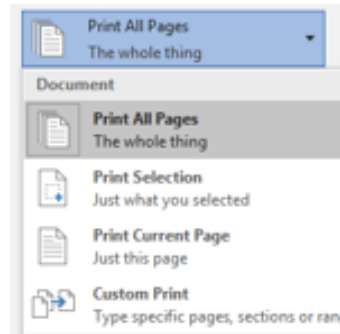 Print All Pages
The whole thing
Document
Print All Pages
The whole thing
Print Selection
Just what you selected
Print Current Page
Just this page
Custom Print
Type specific pages, sections or ran